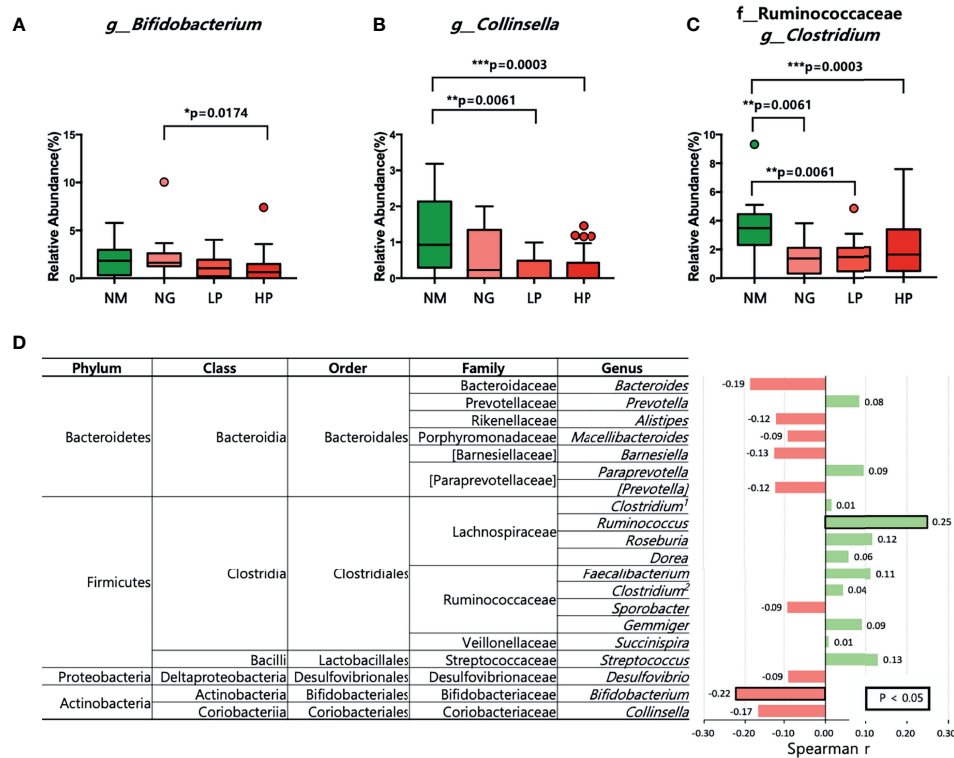 A
g_Bifidobacterium
*p=0.0174
Relative Abundance(%)
15
10
5
0
NM NG LP HP
B
g_Collinsella
***p=0.0003
**p=0.0061
Relative Abundance(%)
4
3
2
1
0
NM NG LP HP
C
f_Ruminococcaceae
g_Clostridium
***p=0.0003
**p=0.0061
**p=0.0061
Relative Abundance(%)
10
8
6
4
2
0
NM NG LP HP
D
Phylum Class Order Family Genus
Bacteroidaceae Bacteroides -0.19
Prevotellaceae Prevotella 0.08
Rikenellaceae Alistipes -0.12
Bacteroidetes Bacteroidia Bacteroidales Porphyromonadaceae Macellibacteroides -0.09
[Barnesiellaceae] Barnesiella -0.13
[Paraprevotellaceae] Paraprevotella 0.09
[Prevotella] -0.12
Clostridium1 0.01
Lachnospiraceae Ruminococcus 0.25
Roseburia 0.12
Dorea 0.06
Firmicutes Clostridia Clostridiales Faecalibacterium 0.11
Ruminococcaceae Clostridium2 0.04
Sporobacter -0.09
Gemmiger 0.09
Veillonellaceae Succinispira 0.01
Bacilli Lactobacillales Streptococcaceae Streptococcus 0.13
Proteobacteria Deltaproteobacteria Desulfovibrionales Desulfovibrionaceae Desulfovibrio -0.09
Actinobacteria Actinobacteria Bifidobacteriales Bifidobacteriaceae Bifidobacterium -0.22
Coriobacteriia Coriobacteriales Coriobacteriaceae Collinsella -0.17
P < 0.05
-0.30 -0.20 -0.10 0.00 0.10 0.20 0.30
Spearman r